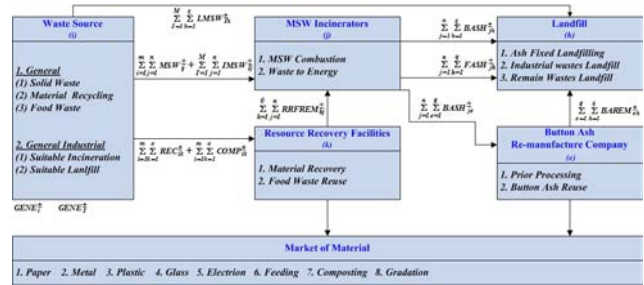 Waste Source
(i)
1. General
(1) Solid Waste
(2) Material Recycling
(3) Food Waste
2. General Industrial
(1) Suitable Incineration
(2) Suitable Lanlfill
MSW Incinerators
(j)
1. MSW Combustion
2. Waste to Energy
Landfill
(h)
1. Ash Fixed Landfilling
2. Industrial wastes Landfill
3. Remain Wastes Landfill
Resource Recovery Facilities
(k)
1. Material Recovery
2. Food Waste Reuse
Button Ash
Re-manufacture Company
(e)
1. Prior Processing
2. Button Ash Reuse
Market of Material
1. Paper 2. Metal 3. Plastic 4. Glass 5. Electrion 6. Feeding 7. Composting 8. Gradation